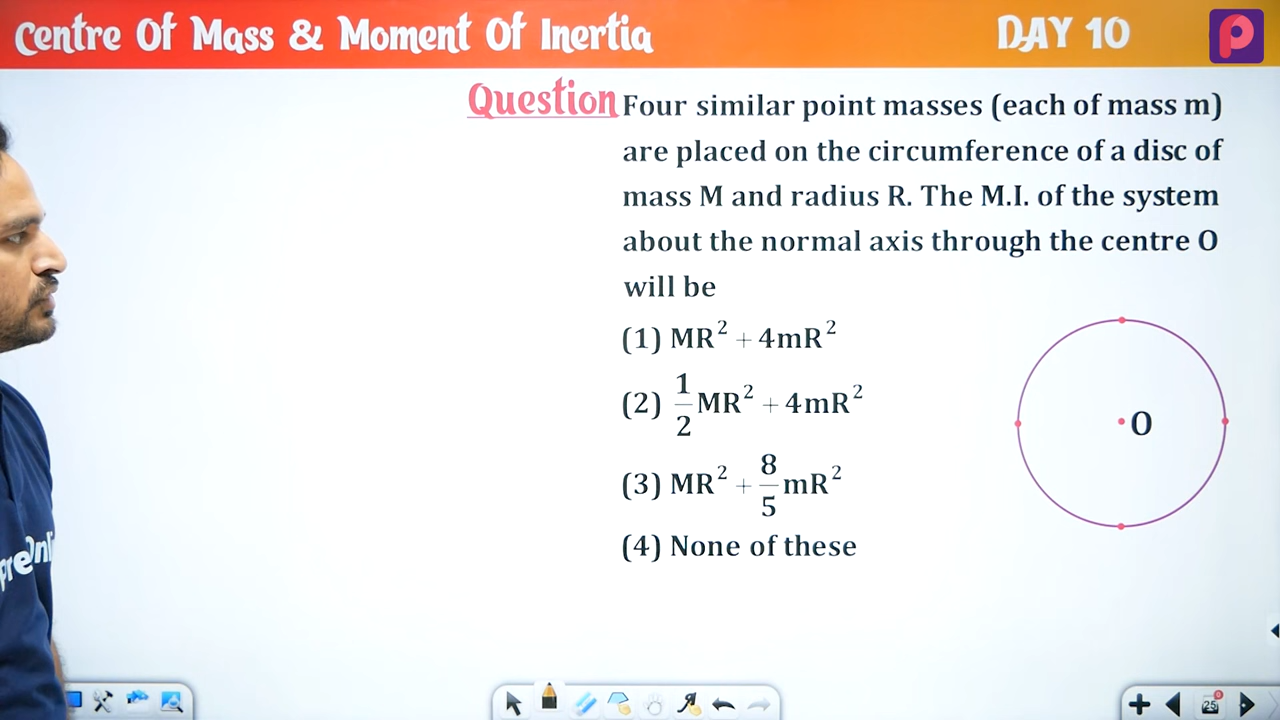 Centre Of Mass & Moment Of Inertia
DAY 10
Question
Four similar point masses (each of mass m)
are placed on the circumference of a disc of
mass M and radius R. The M.I. of the system
about the normal axis through the centre O
will be
(1) MR² + 4mR²
(2) 1/2 MR² + 4mR²
(3) MR² + 8/5 mR²
(4) None of these
O
25